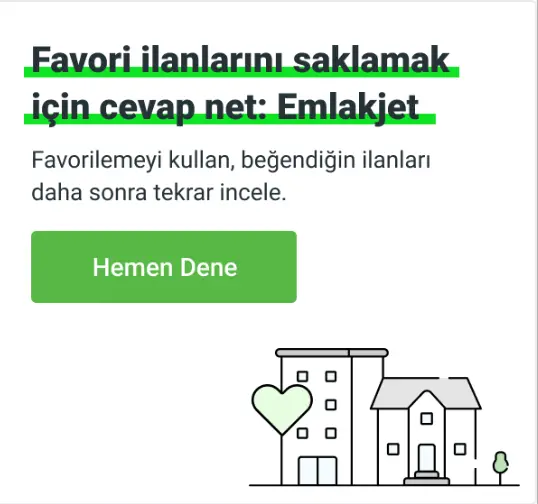 Favori ilanlarını saklamak
için cevap net: Emlakjet
Favorilemeyi kullan, beğendiğin ilanları
daha sonra tekrar incele.
Hemen Dene